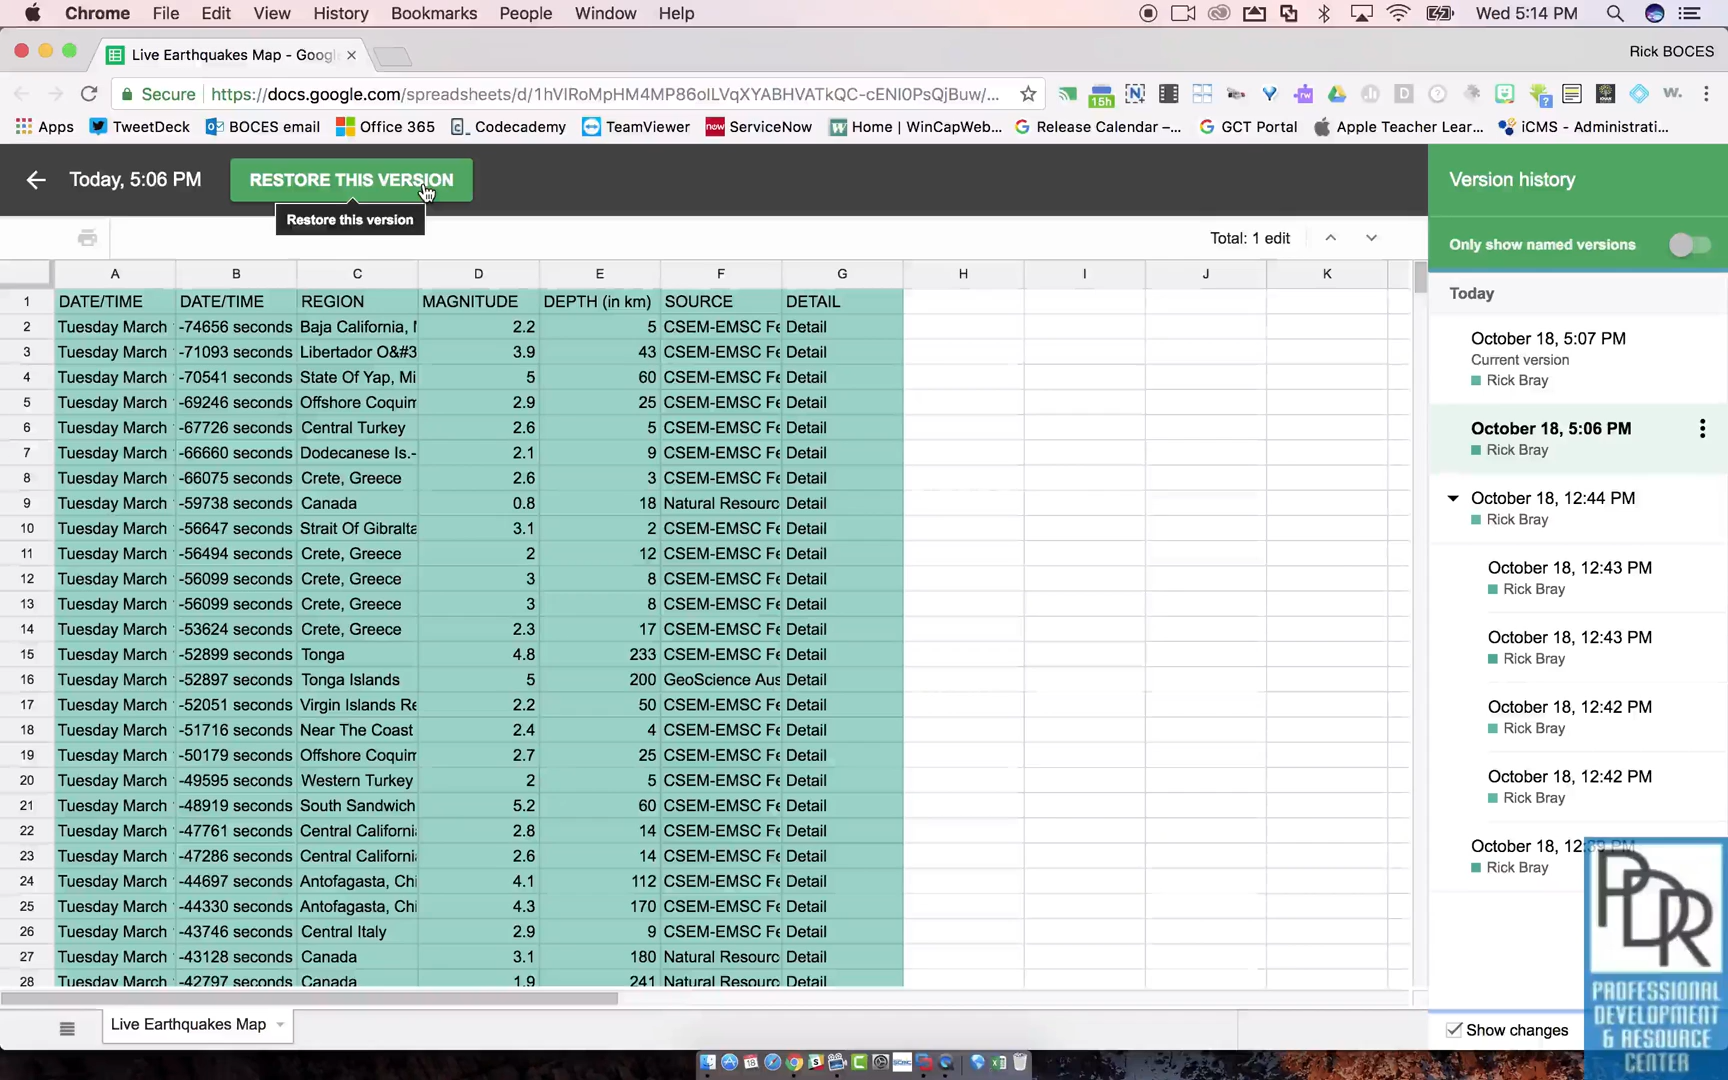 Chrome File Edit View History Bookmarks People Window Help Wed 5:14 PM
Live Earthquakes Map - Goog Rick BOCES
Secure https://docs.google.com/spreadsheets/d/1hVIRoMpHM4MP86olLVqXYABHVATkQC-cENI0PsQjBuw/... 15h
Apps TweetDeck BOCES email Office 365 Codecademy TeamViewer now ServiceNow Home | WinCapWeb... Release Calendar –... GCT Portal Apple Teacher Lear... iCMS - Administrati...
Today, 5:06 PM RESTORE THIS VERSION
Restore this version
Total: 1 edit
A B C D E F G H I J K
1 DATE/TIME DATE/TIME REGION MAGNITUDE DEPTH (in km) SOURCE DETAIL
2 Tuesday March -74656 seconds Baja California, 2.2 5 CSEM-EMSC Fe Detail
3 Tuesday March -71093 seconds Libertador O&#3 3.9 43 CSEM-EMSC Fe Detail
4 Tuesday March -70541 seconds State Of Yap, Mi 5 60 CSEM-EMSC Fe Detail
5 Tuesday March -69246 seconds Offshore Coquim 2.9 25 CSEM-EMSC Fe Detail
6 Tuesday March -67726 seconds Central Turkey 2.6 5 CSEM-EMSC Fe Detail
7 Tuesday March -66660 seconds Dodecanese Is.- 2.1 9 CSEM-EMSC Fe Detail
8 Tuesday March -66075 seconds Crete, Greece 2.6 3 CSEM-EMSC Fe Detail
9 Tuesday March -59738 seconds Canada 0.8 18 Natural Resourc Detail
10 Tuesday March -56647 seconds Strait Of Gibralta 3.1 2 CSEM-EMSC Fe Detail
11 Tuesday March -56494 seconds Crete, Greece 2 12 CSEM-EMSC Fe Detail
12 Tuesday March -56099 seconds Crete, Greece 3 8 CSEM-EMSC Fe Detail
13 Tuesday March -56099 seconds Crete, Greece 3 8 CSEM-EMSC Fe Detail
14 Tuesday March -53624 seconds Crete, Greece 2.3 17 CSEM-EMSC Fe Detail
15 Tuesday March -52899 seconds Tonga 4.8 233 CSEM-EMSC Fe Detail
16 Tuesday March -52897 seconds Tonga Islands 5 200 GeoScience Aus Detail
17 Tuesday March -52051 seconds Virgin Islands Re 2.2 50 CSEM-EMSC Fe Detail
18 Tuesday March -51716 seconds Near The Coast 2.4 4 CSEM-EMSC Fe Detail
19 Tuesday March -50179 seconds Offshore Coquim 2.7 25 CSEM-EMSC Fe Detail
20 Tuesday March -49595 seconds Western Turkey 2 5 CSEM-EMSC Fe Detail
21 Tuesday March -48919 seconds South Sandwich 5.2 60 CSEM-EMSC Fe Detail
22 Tuesday March -47761 seconds Central Californi 2.8 14 CSEM-EMSC Fe Detail
23 Tuesday March -47286 seconds Central Californi 2.6 14 CSEM-EMSC Fe Detail
24 Tuesday March -44697 seconds Antofagasta, Chi 4.1 112 CSEM-EMSC Fe Detail
25 Tuesday March -44330 seconds Antofagasta, Chi 4.3 170 CSEM-EMSC Fe Detail
26 Tuesday March -43746 seconds Central Italy 2.9 9 CSEM-EMSC Fe Detail
27 Tuesday March -43128 seconds Canada 3.1 180 Natural Resourc Detail
28 Tuesday March -42797 seconds Canada 1.9 241 Natural Resourc Detail
Live Earthquakes Map
Version history
Only show named versions
Today
October 18, 5:07 PM
Current version
Rick Bray
October 18, 5:06 PM
Rick Bray
October 18, 12:44 PM
Rick Bray
October 18, 12:43 PM
Rick Bray
October 18, 12:43 PM
Rick Bray
October 18, 12:42 PM
Rick Bray
October 18, 12:42 PM
Rick Bray
October 18, 12:39 PM
Rick Bray
Show changes
PDRC
PROFESSIONAL
DEVELOPMENT
& RESOURCE
CENTER